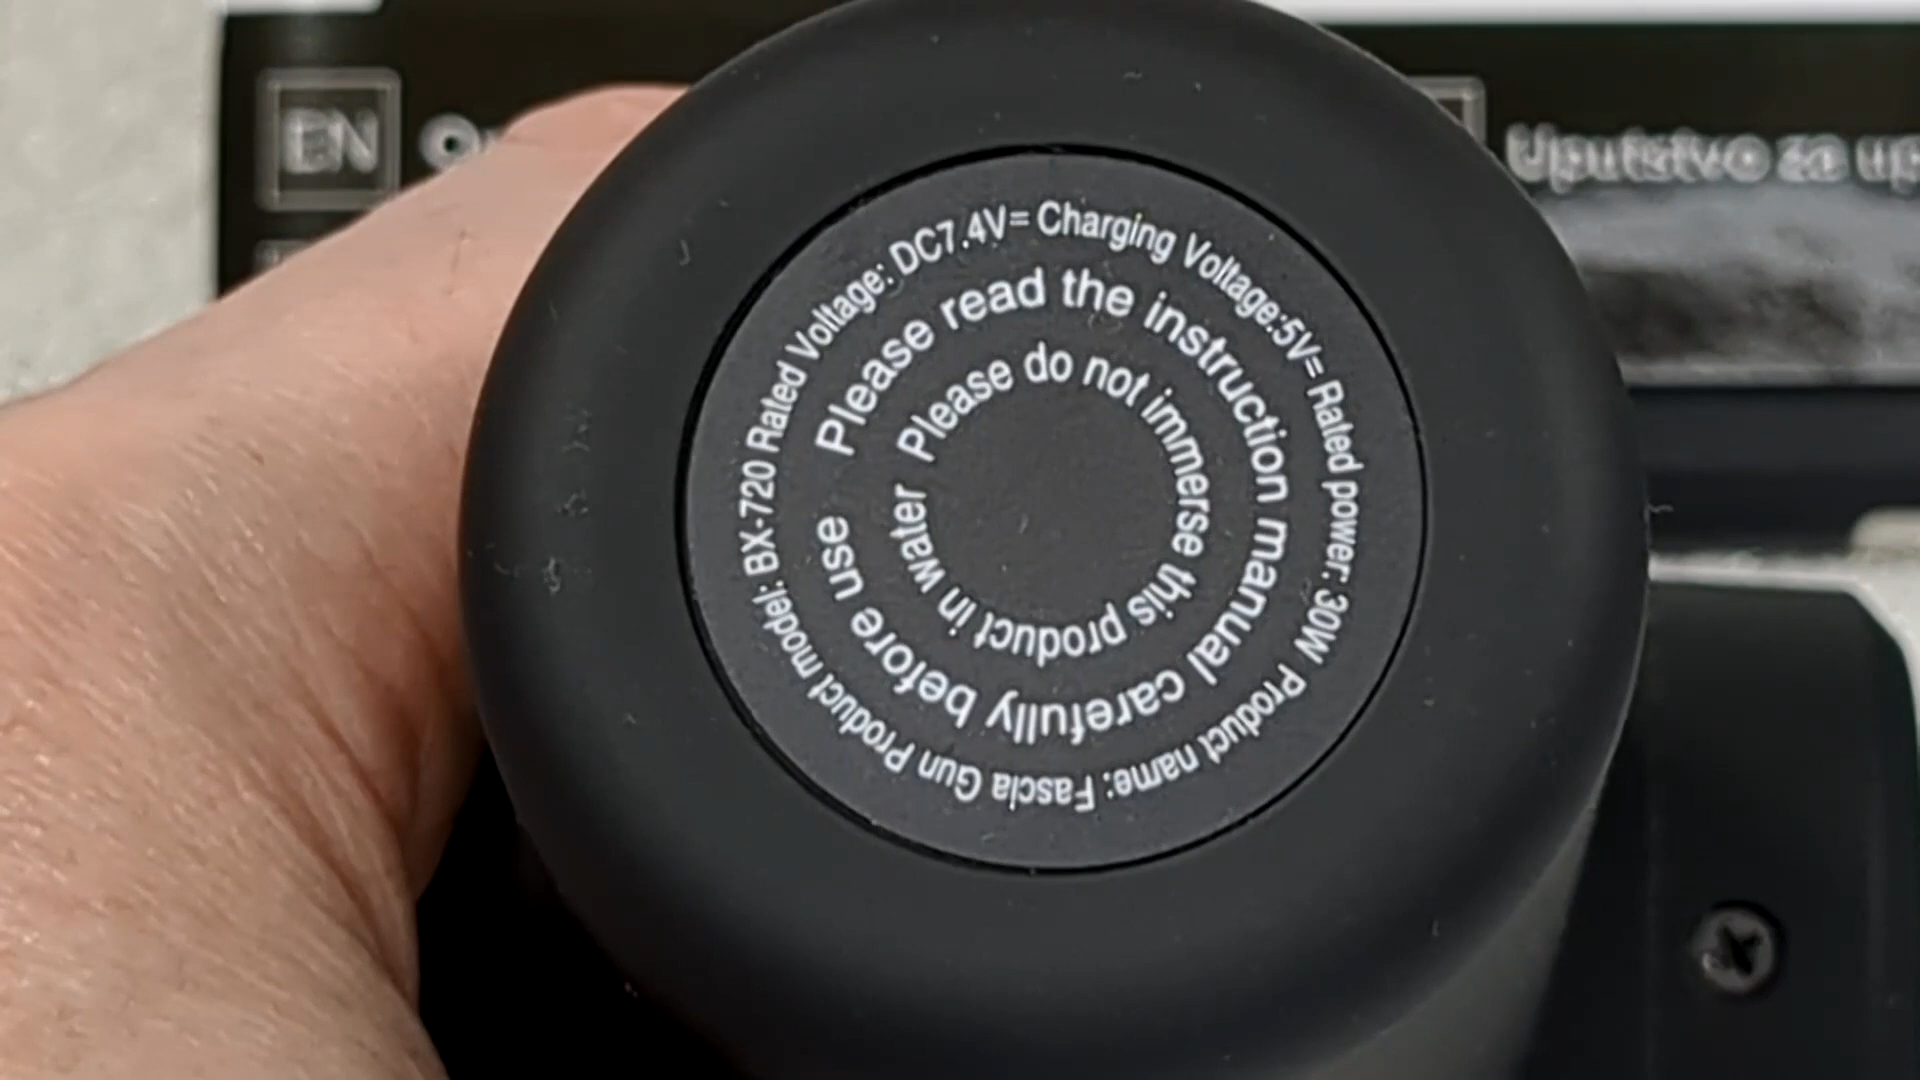 EN
Uputstvo za up
Product name: Fascia Gun Product model: BX-720 Rated Voltage: DC7.4V= Charging Voltage:5V= Rated power: 30W
Please read the instruction manual carefully before use
Please do not immerse this product in water